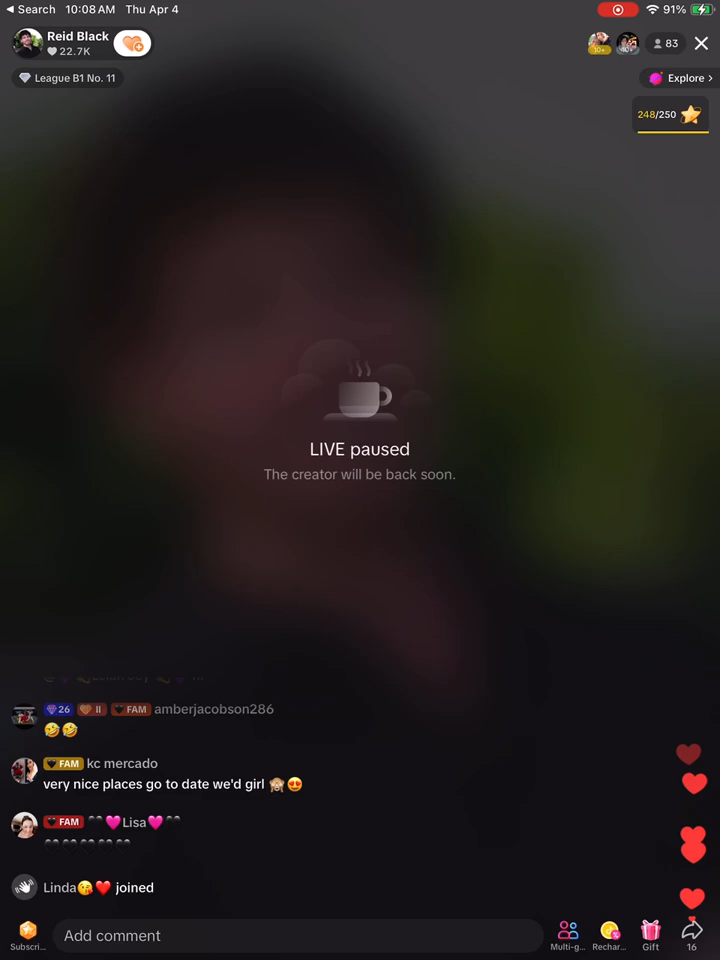 Search 10:08 AM Thu Apr 4 91%
Reid Black
22.7K
10+
40+
83
League B1 No. 11
Explore
248/250
LIVE paused
The creator will be back soon.
26 II FAM amberjacobson286
🤣🤣
FAM kc mercado
very nice places go to date we'd girl 🙈😍
FAM 🖤💗Lisa💗🖤
🖤🖤🖤🖤🖤
Linda😘❤️ joined
Add comment
Subscri...
Multi-g...
Rechar...
Gift
16